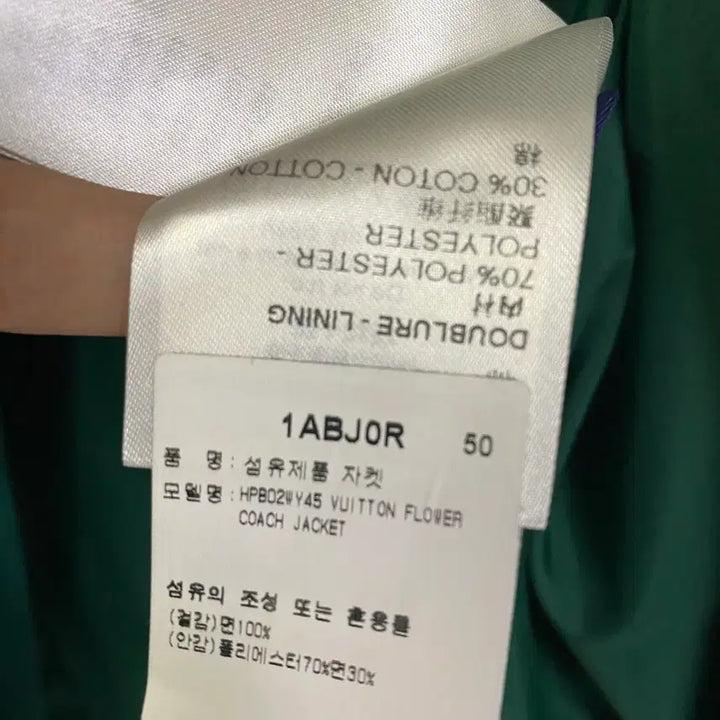 DOUBLURE - LINING
内衬
70% POLYESTER -
POLYESTER
聚酯纤维
30% COTON - COTTON
棉
1ABJ0R 50
품 명 : 섬유제품 자켓
모델명 : HPB02WY45 VUITTON FLOWER
COACH JACKET
섬유의 조성 또는 혼용률
(겉감)면100%
(안감)폴리에스터70%면30%